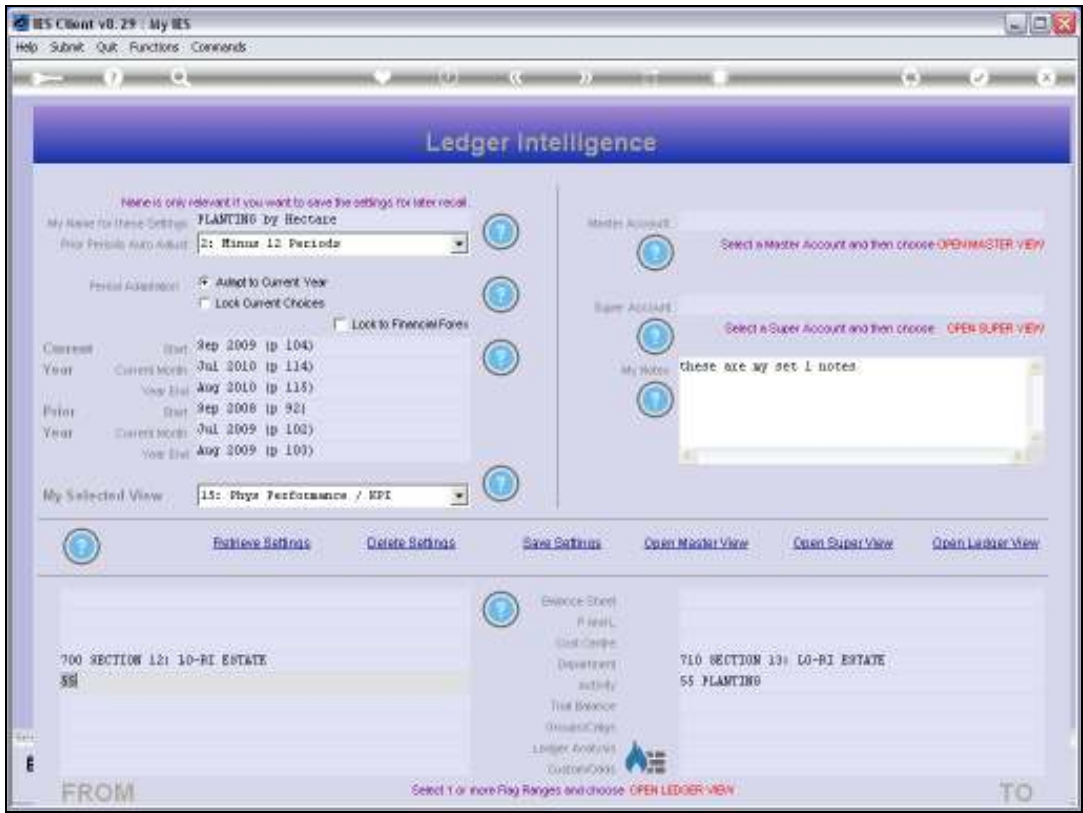 IES Client v8.29 : My IES
Help Submit Quit Functions Commands
Ledger Intelligence
Name is only relevant if you want to save the settings for later recall.
My Name for these Settings PLANTING by Hectare
Prior Periods Auto Adjust 2: Minus 12 Periods
Period Adaptation Adapt to Current Year
Lock Current Choices
Lock to Financial Forex
Current Start Sep 2009 (p 104)
Year Current Month Jul 2010 (p 114)
Year End Aug 2010 (p 115)
Prior Start Sep 2008 (p 92)
Year Current Month Jul 2009 (p 102)
Year End Aug 2009 (p 103)
My Selected View 15: Phys Performance / KPI
Master Account
Select a Master Account and then choose OPEN MASTER VIEW
Super Account
Select a Super Account and then choose OPEN SUPER VIEW
My Notes these are my set 1 notes
Retrieve Settings Delete Settings Save Settings Open Master View Open Super View Open Ledger View
Balance Sheet
P and L
Cost Centre
700 SECTION 12: LO-RI ESTATE Department 710 SECTION 13: LO-RI ESTATE
55 Activity 55 PLANTING
Trial Balance
Ledger Analysis
FROM Select 1 or more Flag Ranges and choose OPEN LEDGER VIEW TO